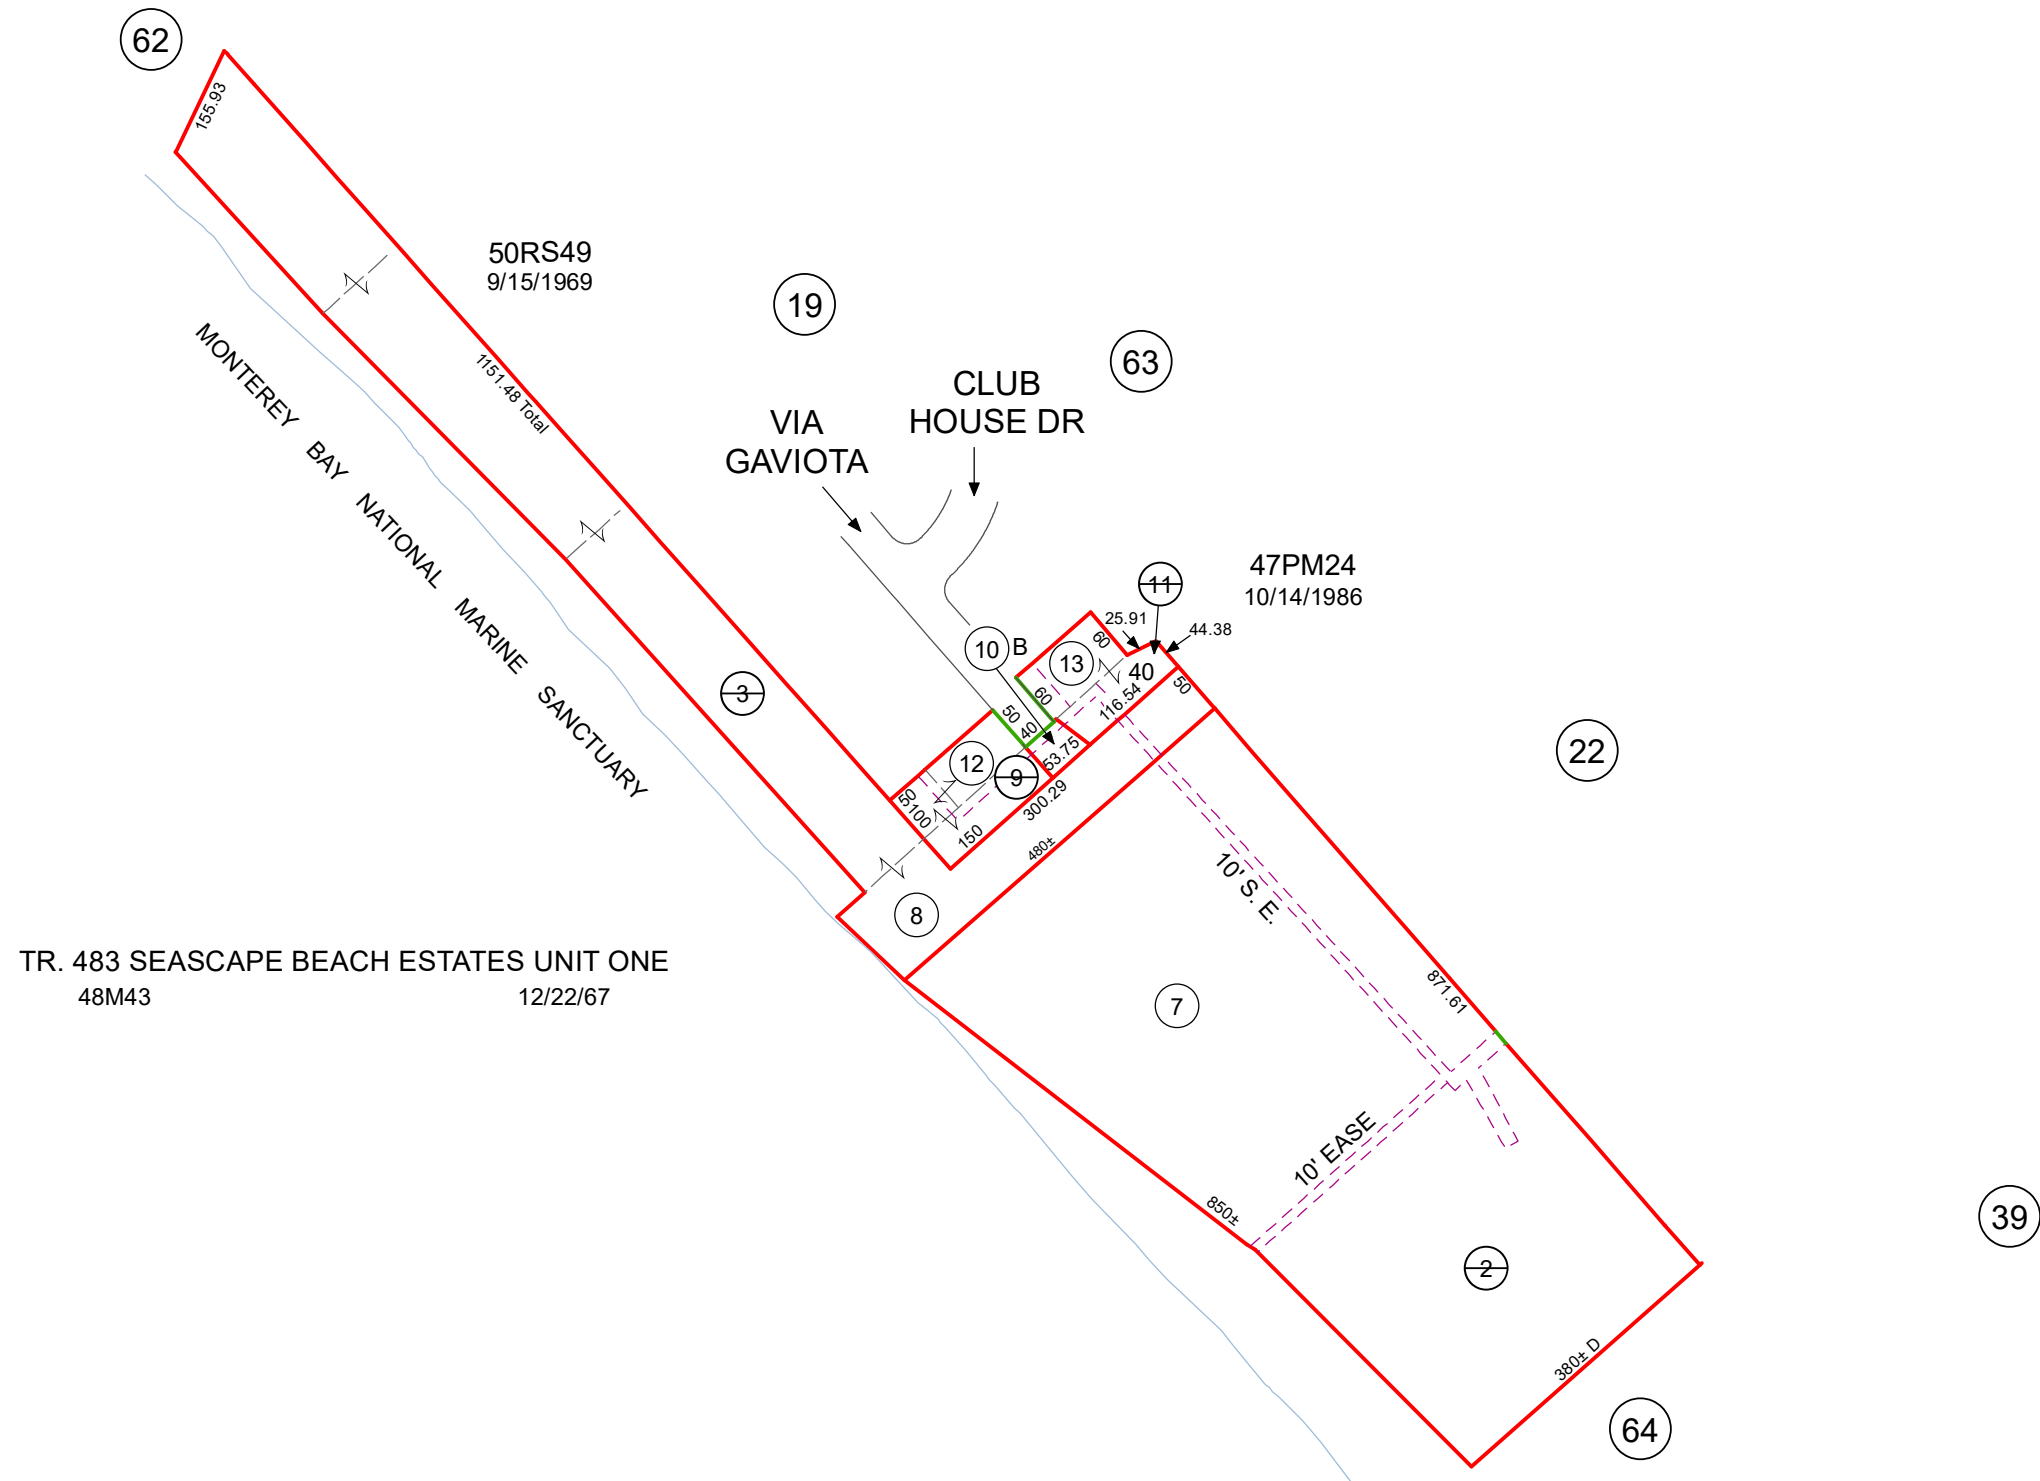 62
155.93
50RS49
9/15/1969
19
63
1151.48 Total
CLUB
HOUSE DR
VIA
GAVIOTA
MONTEREY BAY NATIONAL MARINE SANCTUARY
47PM24
10/14/1986
11
25.91
44.38
10 B
13
60
60
40
50
116.54
50
40
53.75
3
12
9
50
100
150
300.29
480±
22
8
10' S. E.
TR. 483 SEASCAPE BEACH ESTATES UNIT ONE
48M43 12/22/67
7
871.61
10' EASE
850±
39
2
380± D
64